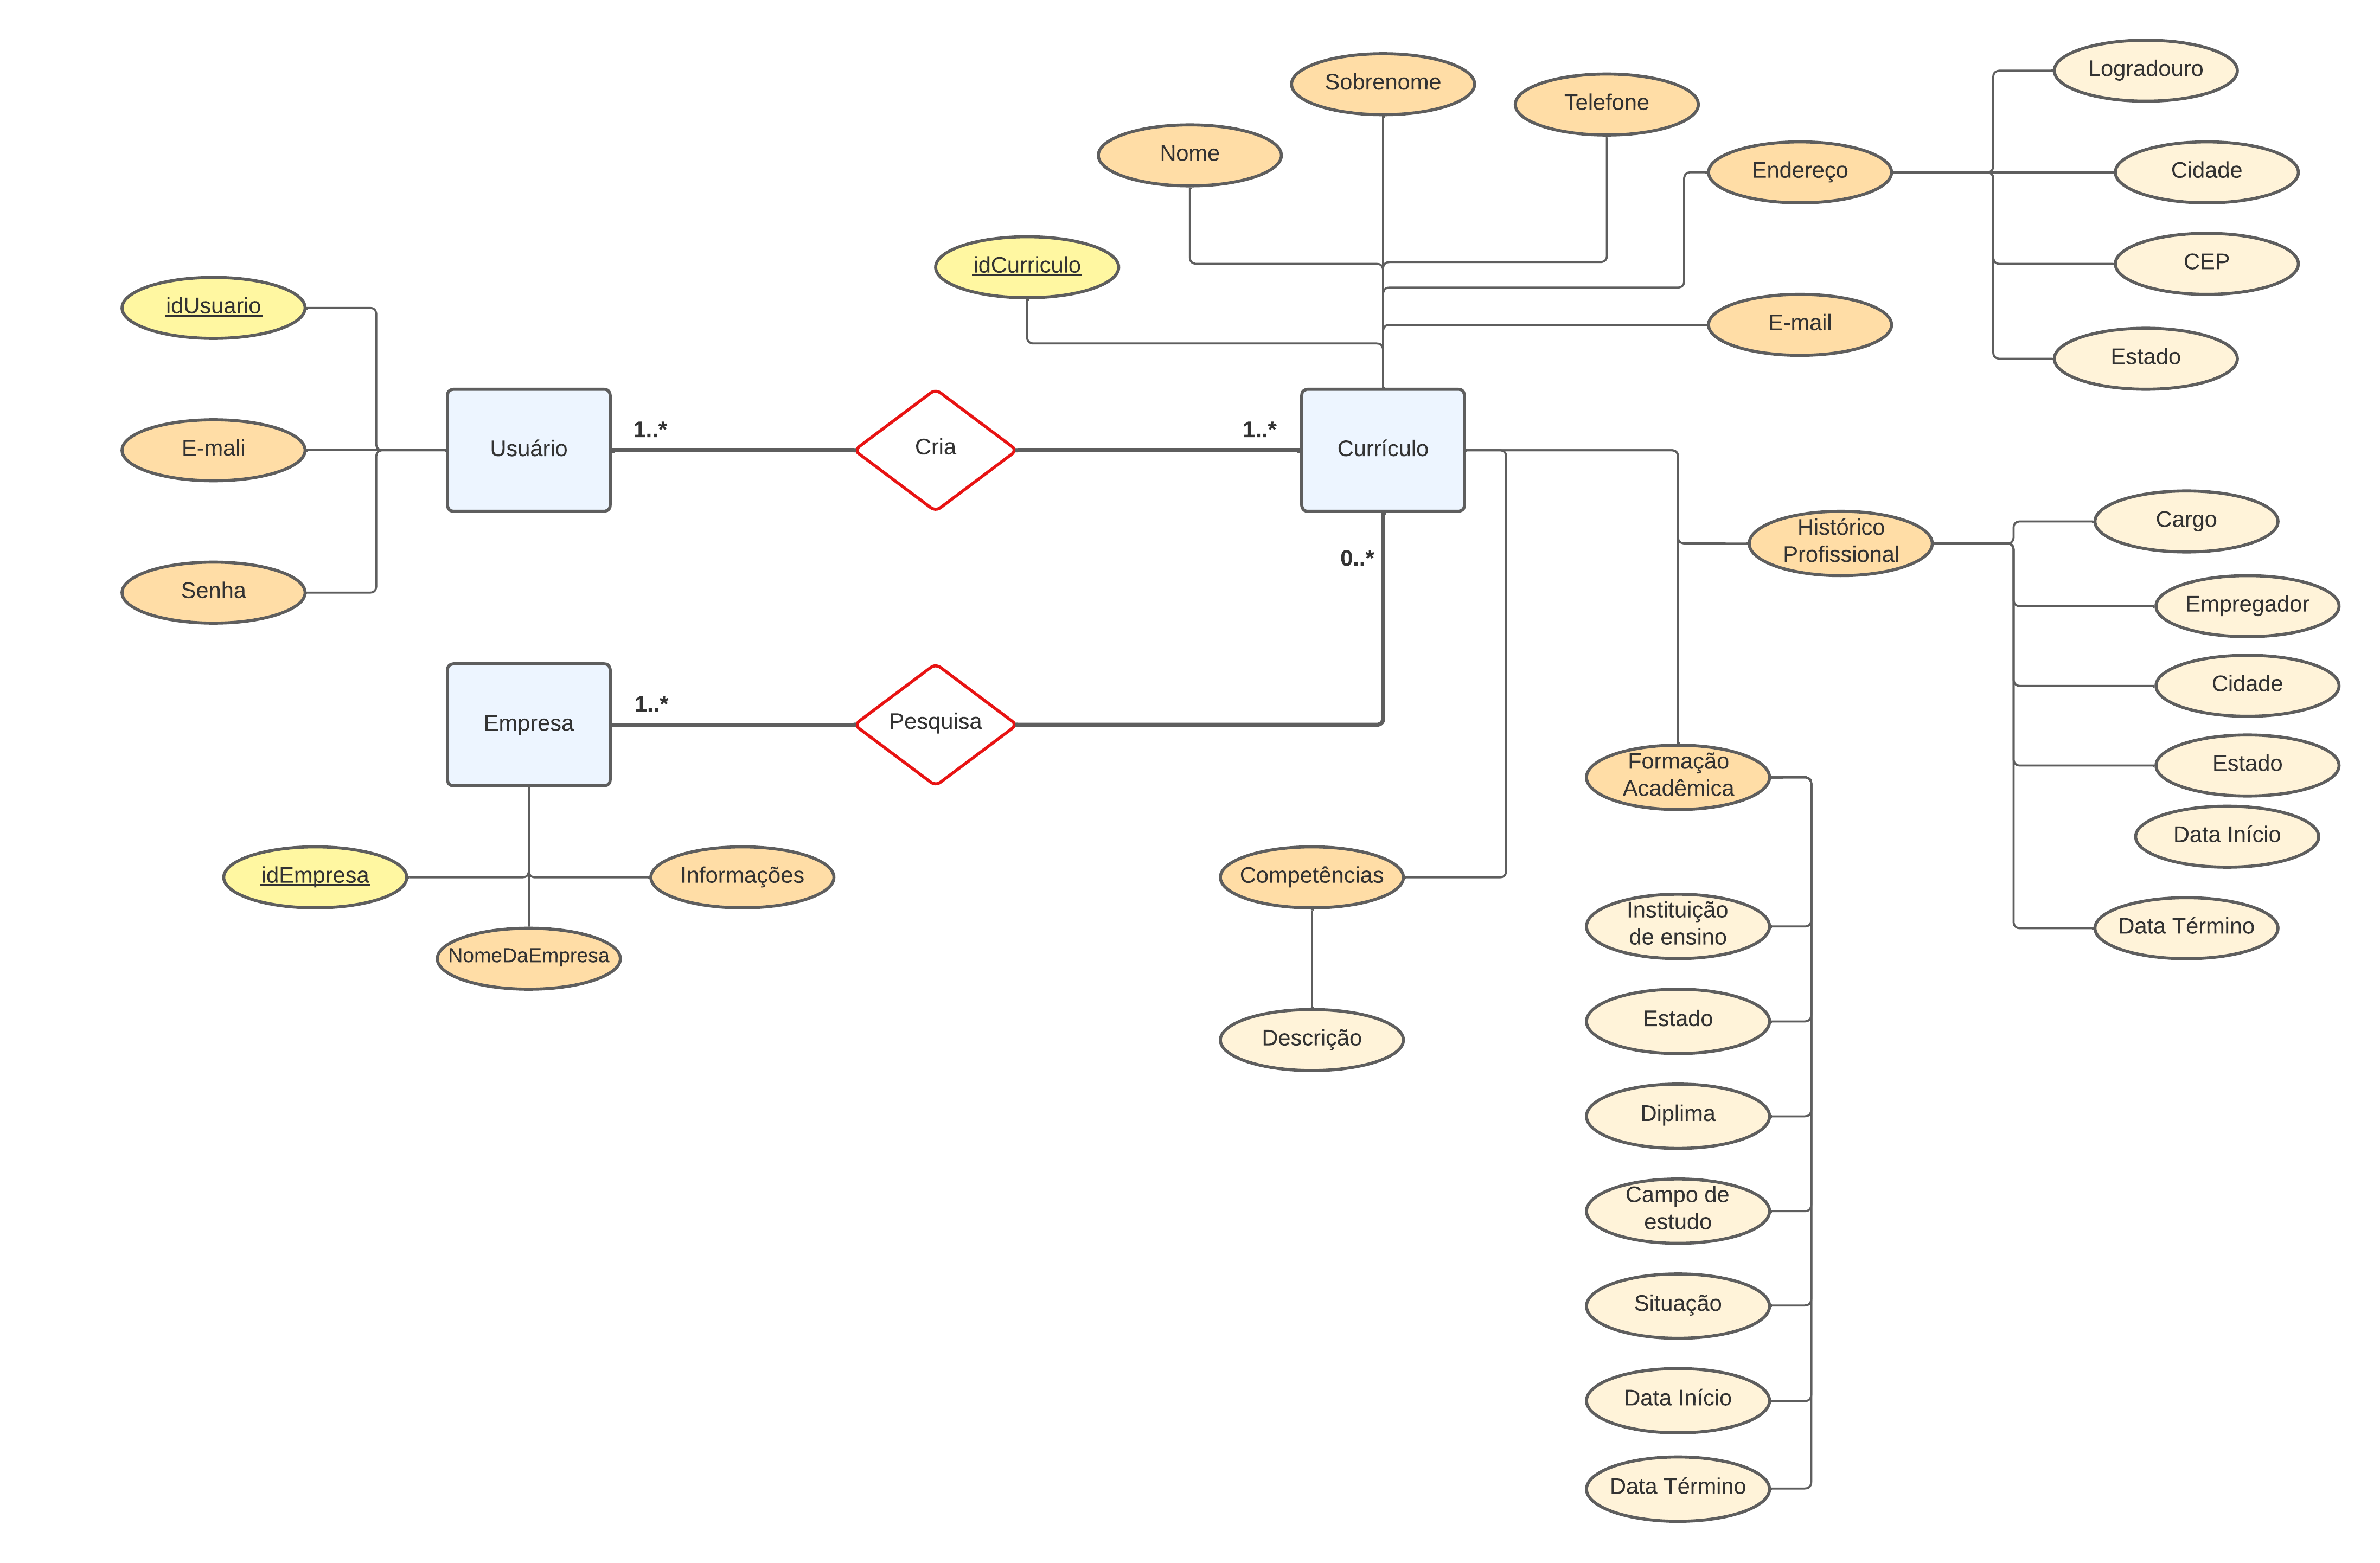 Sobrenome
Telefone
Logradouro
Nome
Endereço
Cidade
idCurriculo
CEP
idUsuario
E-mail
Estado
E-mali
Usuário
1..*
Cria
1..*
Currículo
Senha
0..*
Histórico
Profissional
Cargo
Empregador
Cidade
Estado
Data Início
Data Término
Empresa
1..*
Pesquisa
Formação
Acadêmica
idEmpresa
Informações
NomeDaEmpresa
Competências
Descrição
Instituição
de ensino
Estado
Diplima
Campo de
estudo
Situação
Data Início
Data Término